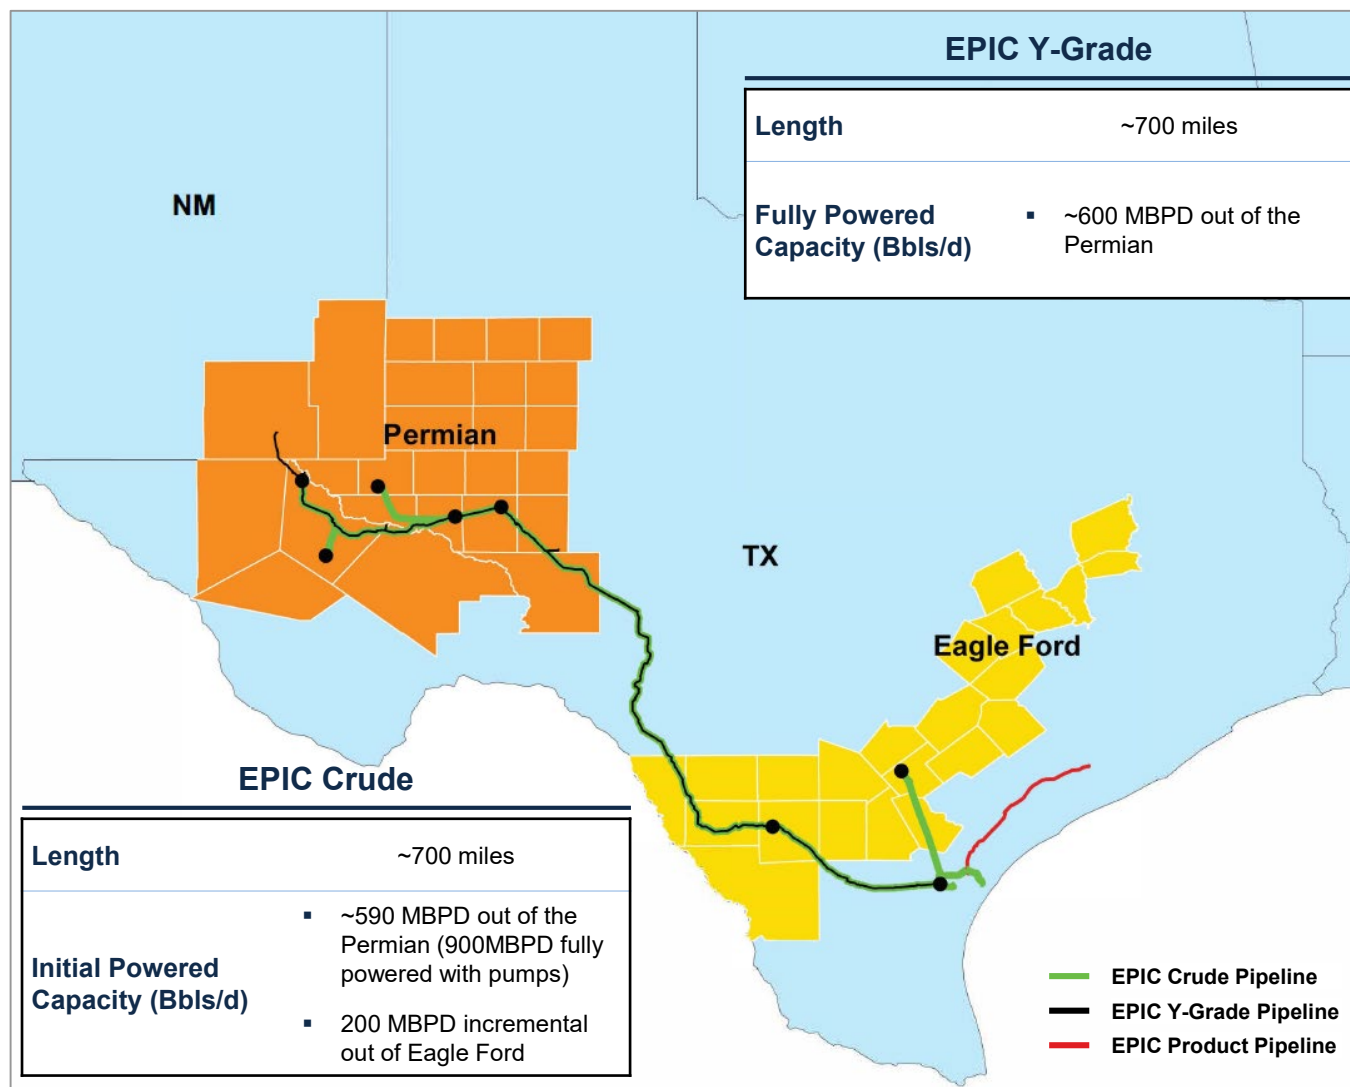 EPIC Y-Grade
Length
~700 miles
Fully Powered
Capacity (Bbls/d)
▪ ~600 MBPD out of the
Permian
NM
Permian
TX
Eagle Ford
EPIC Crude
Length
~700 miles
Initial Powered
Capacity (Bbls/d)
▪ ~590 MBPD out of the
Permian (900MBPD fully
powered with pumps)
▪ 200 MBPD incremental
out of Eagle Ford
EPIC Crude Pipeline
EPIC Y-Grade Pipeline
EPIC Product Pipeline